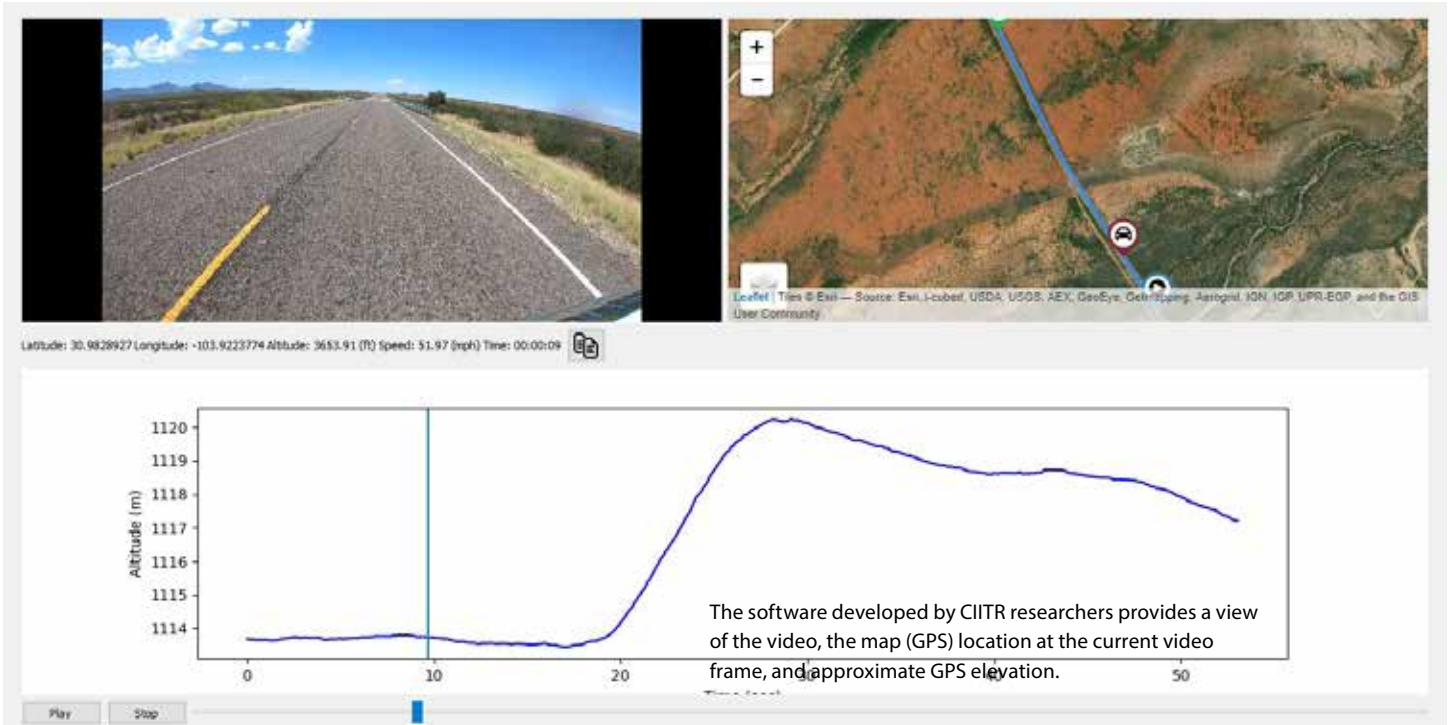 +
−
Leaflet | Tiles © Esri — Source: Esri, i-cubed, USDA, USGS, AEX, GeoEye, Getmapping, Aerogrid, IGN, IGP, UPR-EGP, and the GIS
User Community
Latitude: 30.9828927 Longitude: -103.9223774 Altitude: 3653.91 (ft) Speed: 51.97 (mph) Time: 00:00:09
1120
1119
1118
1117
1116
1115
1114
Altitude (m)
The software developed by CIITR researchers provides a view
of the video, the map (GPS) location at the current video
frame, and approximate GPS elevation.
0 10 20 30 40 50
Time (sec)
Play Stop